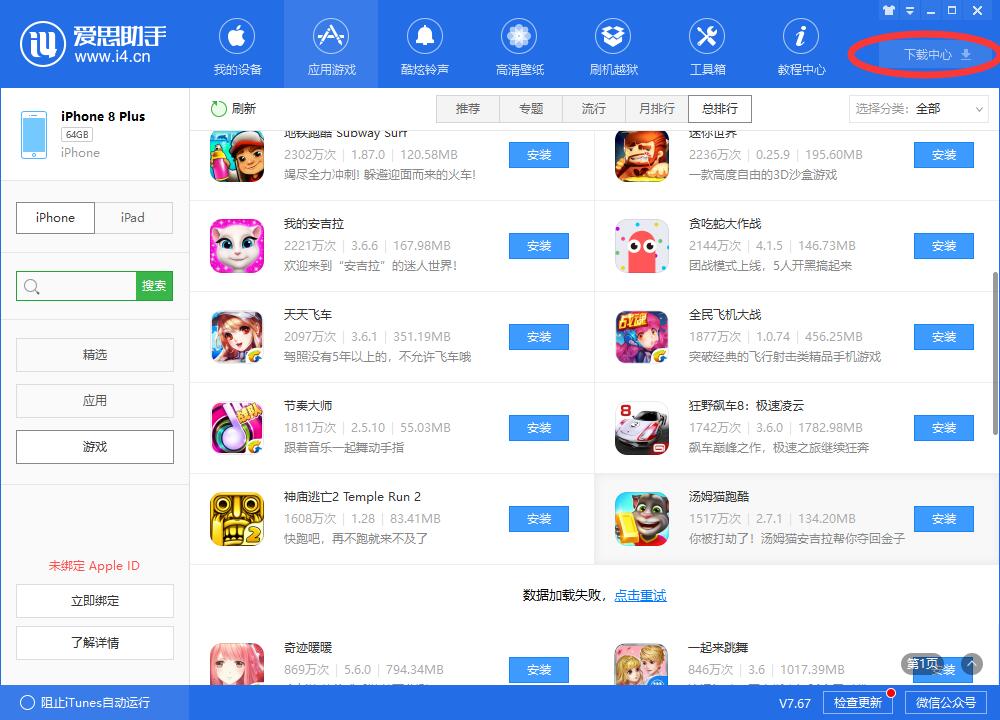 爱思助手
www.i4.cn
我的设备
应用游戏
酷炫铃声
高清壁纸
刷机越狱
工具箱
教程中心
下载中心
iPhone 8 Plus
64GB
iPhone
iPhone
iPad
搜索
精选
应用
游戏
未绑定 Apple ID
立即绑定
了解详情
刷新
推荐
专题
流行
月排行
总排行
选择分类: 全部
地铁跑酷 Subway Surf
2302万次 | 1.87.0 | 120.58MB
竭尽全力冲刺! 躲避迎面而来的火车!
安装
迷你世界
2236万次 | 0.25.9 | 195.60MB
一款高度自由的3D沙盒游戏
安装
我的安吉拉
2221万次 | 3.6.6 | 167.98MB
欢迎来到“安吉拉”的迷人世界!
安装
贪吃蛇大作战
2144万次 | 4.1.5 | 146.73MB
团战模式上线，5人开黑搞起来
安装
天天飞车
2097万次 | 3.6.1 | 351.19MB
驾照没有5年以上的，不允许飞车哦
安装
全民飞机大战
1877万次 | 1.0.74 | 456.25MB
突破经典的飞行射击类精品手机游戏
安装
节奏大师
1811万次 | 2.5.10 | 55.03MB
跟着音乐一起舞动手指
安装
狂野飙车8：极速凌云
1742万次 | 3.6.0 | 1782.98MB
飙车巅峰之作，极速之旅继续狂奔
安装
神庙逃亡2 Temple Run 2
1608万次 | 1.28 | 83.41MB
快跑吧，再不跑就来不及了
安装
汤姆猫跑酷
1517万次 | 2.7.1 | 134.20MB
你被打劫了！汤姆猫安吉拉帮你夺回金子
安装
数据加载失败，点击重试
奇迹暖暖
869万次 | 5.6.0 | 794.34MB
安装
一起来跳舞
846万次 | 3.6 | 1017.39MB
安装
第1页
阻止iTunes自动运行
V7.67
检查更新
微信公众号